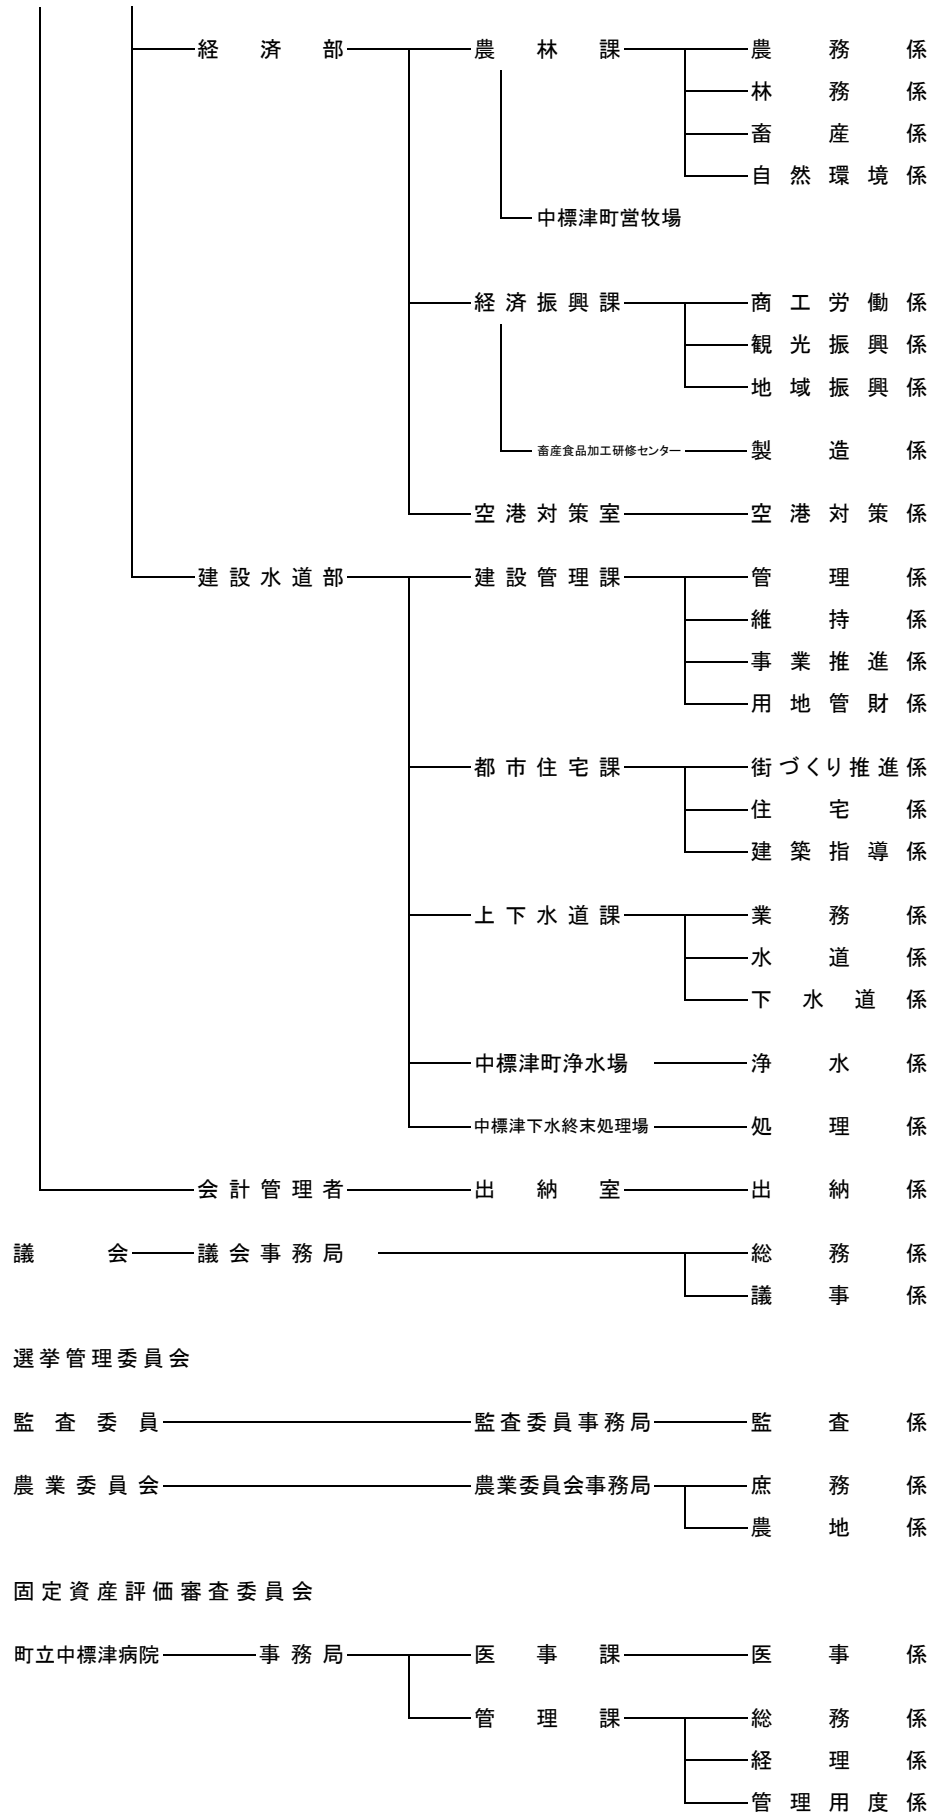 経済部 農林課 農務係
林務係
畜産係
自然環境係
中標津町営牧場
経済振興課 商工労働係
観光振興係
地域振興係
畜産食品加工研修センター 製造係
空港対策室 空港対策係
建設水道部 建設管理課 管理係
維持係
事業推進係
用地管財係
都市住宅課 街づくり推進係
住宅係
建築指導係
上下水道課 業務係
水道係
下水道係
中標津町浄水場 浄水係
中標津下水終末処理場 処理係
会計管理者 出納室 出納係
議会 議会事務局 総務係
議事係
選挙管理委員会
監査委員 監査委員事務局 監査係
農業委員会 農業委員会事務局 庶務係
農地係
固定資産評価審査委員会
町立中標津病院 事務局 医事課 医事係
管理課 総務係
経理係
管理用度係